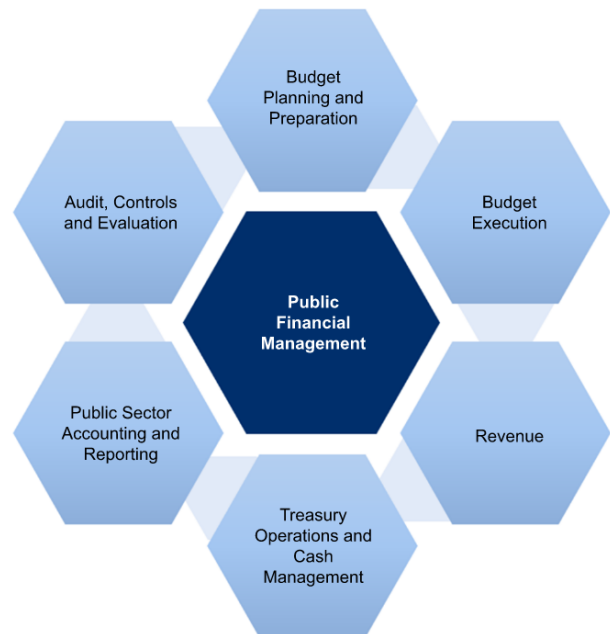 Budget
Planning and
Preparation
Budget
Execution
Revenue
Treasury
Operations and
Cash
Management
Public Sector
Accounting and
Reporting
Audit, Controls
and Evaluation
Public
Financial
Management